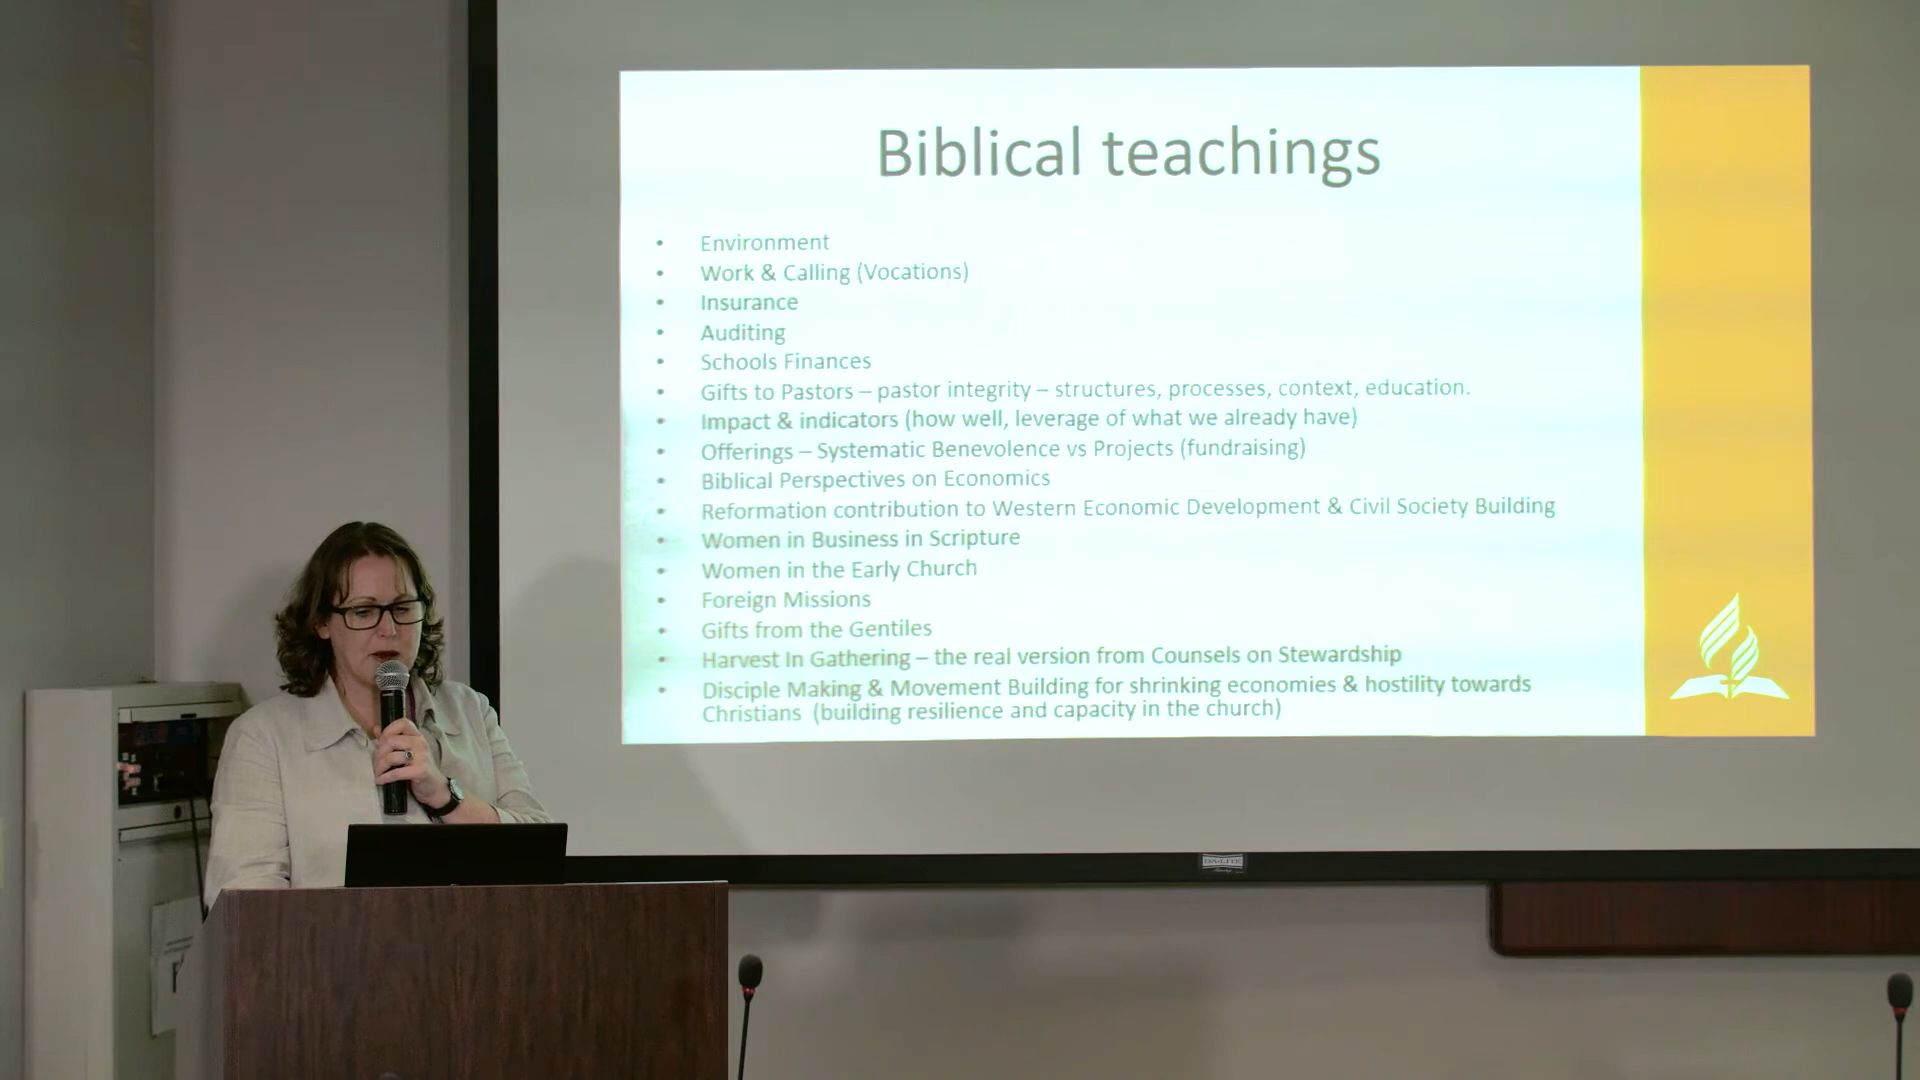 Biblical teachings
• Environment
• Work & Calling (Vocations)
• Insurance
• Auditing
• Schools Finances
• Gifts to Pastors – pastor integrity – structures, processes, context, education.
• Impact & indicators (how well, leverage of what we already have)
• Offerings – Systematic Benevolence vs Projects (fundraising)
• Biblical Perspectives on Economics
• Reformation contribution to Western Economic Development & Civil Society Building
• Women in Business in Scripture
• Women in the Early Church
• Foreign Missions
• Gifts from the Gentiles
• Harvest In Gathering – the real version from Counsels on Stewardship
• Disciple Making & Movement Building for shrinking economies & hostility towards
Christians (building resilience and capacity in the church)
DA-LITE